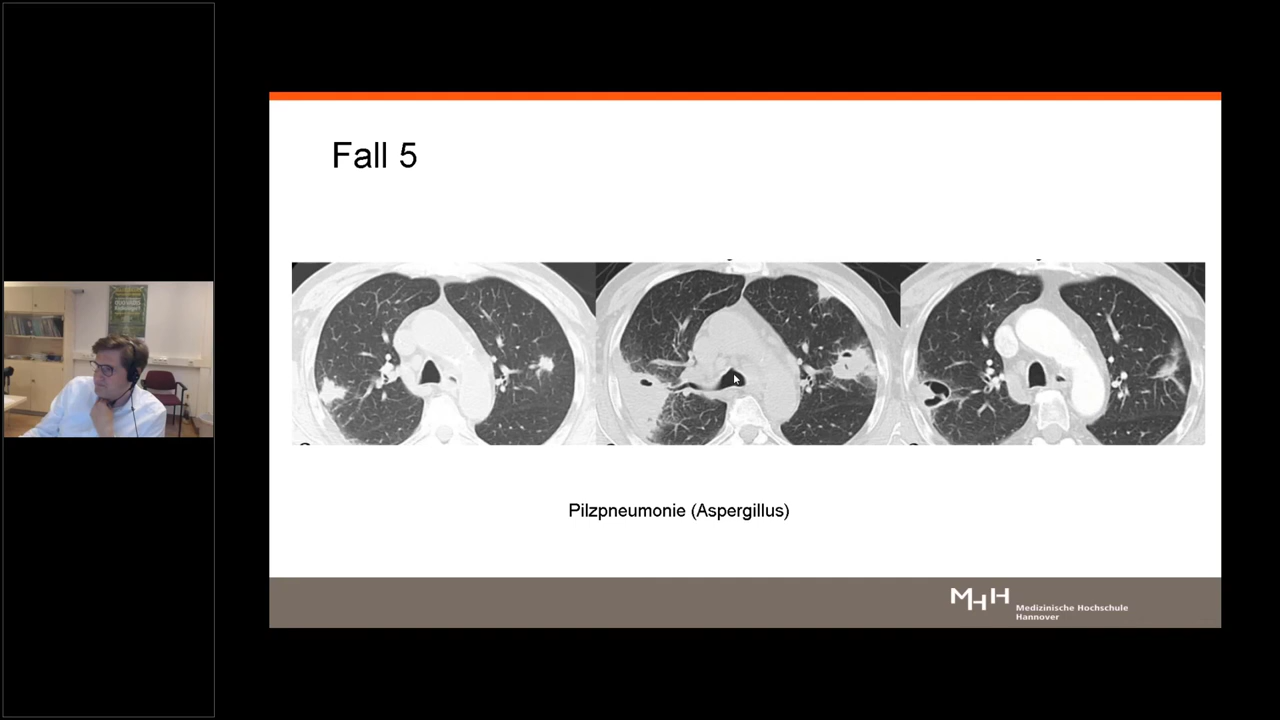 Fall 5
Pilzpneumonie (Aspergillus)
MHH
Medizinische Hochschule
Hannover